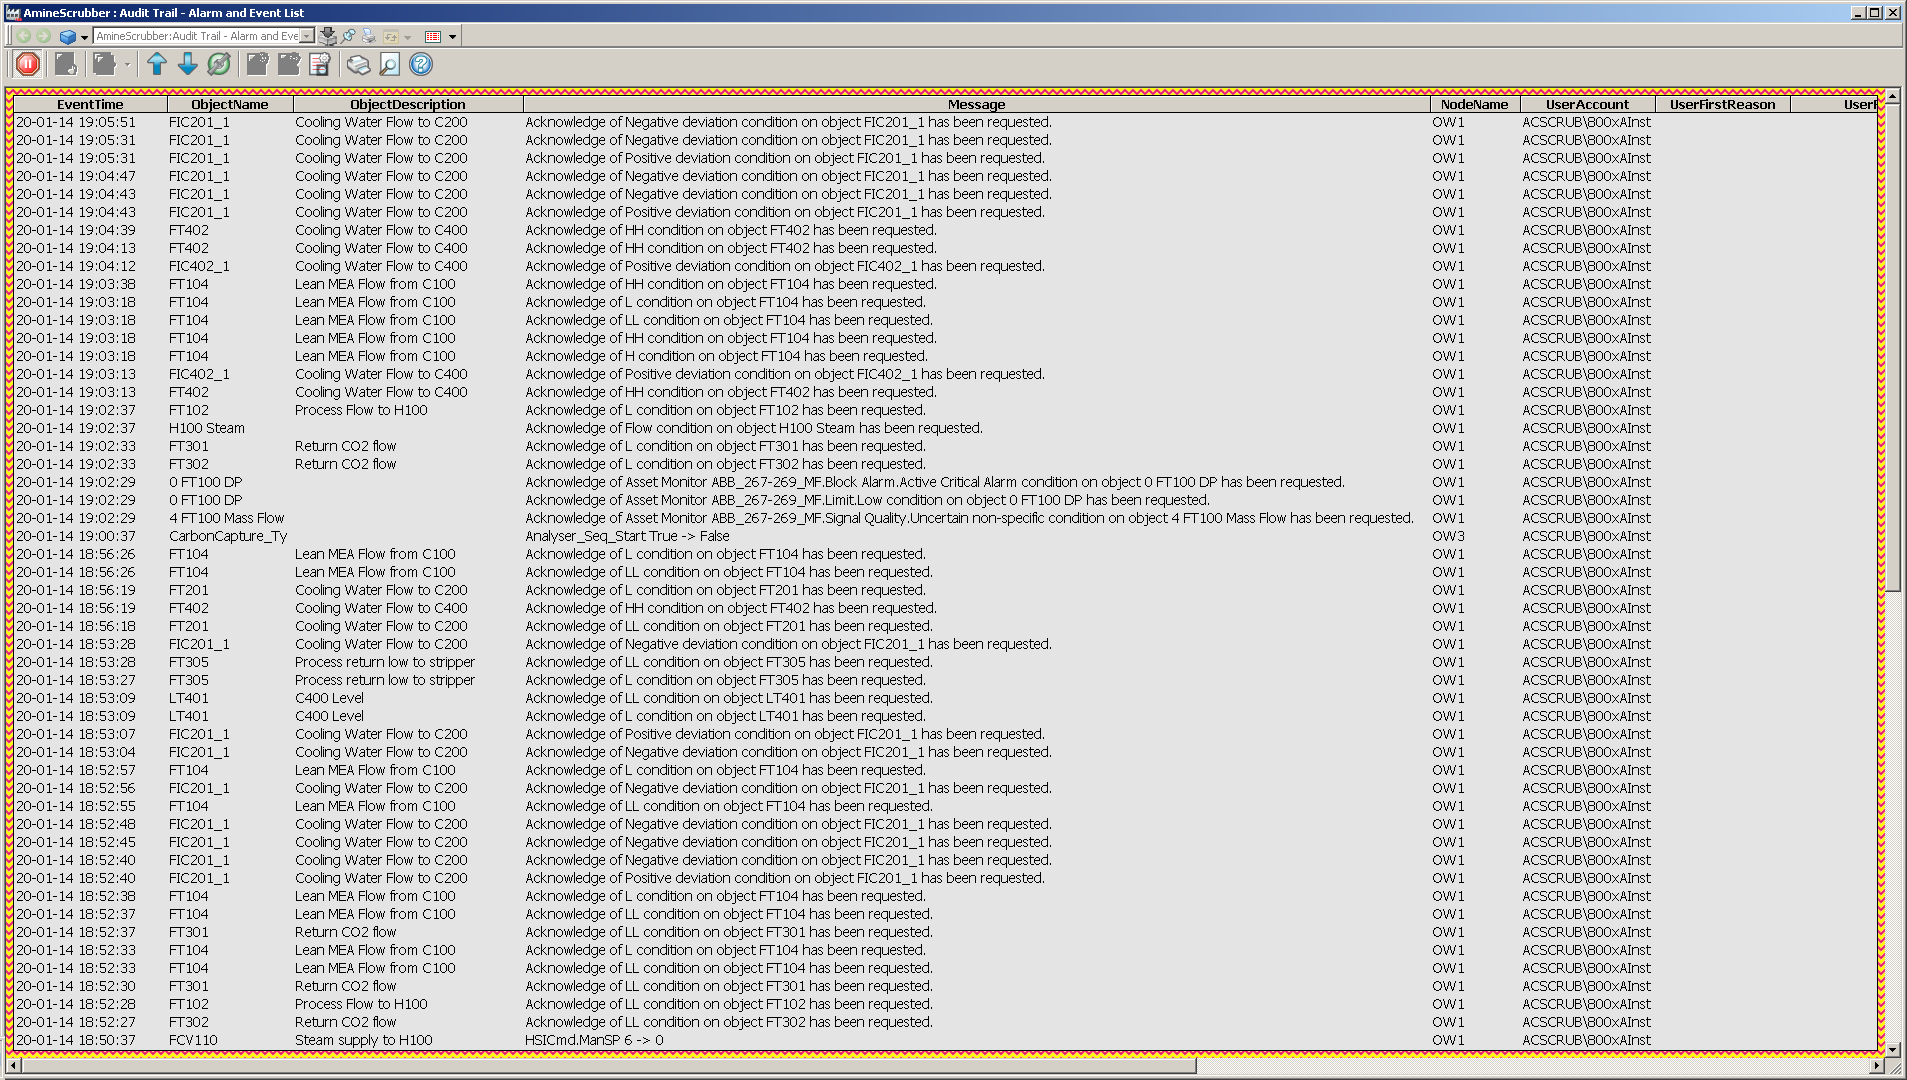 AmineScrubber : Audit Trail - Alarm and Event List
AmineScrubber:Audit Trail - Alarm and Eve
EventTime ObjectName ObjectDescription Message NodeName UserAccount UserFirstReason
20-01-14 19:05:51 FIC201_1 Cooling Water Flow to C200 Acknowledge of Negative deviation condition on object FIC201_1 has been requested. OW1 ACSCRUB\800xAInst
20-01-14 19:05:31 FIC201_1 Cooling Water Flow to C200 Acknowledge of Negative deviation condition on object FIC201_1 has been requested. OW1 ACSCRUB\800xAInst
20-01-14 19:05:31 FIC201_1 Cooling Water Flow to C200 Acknowledge of Positive deviation condition on object FIC201_1 has been requested. OW1 ACSCRUB\800xAInst
20-01-14 19:04:47 FIC201_1 Cooling Water Flow to C200 Acknowledge of Negative deviation condition on object FIC201_1 has been requested. OW1 ACSCRUB\800xAInst
20-01-14 19:04:43 FIC201_1 Cooling Water Flow to C200 Acknowledge of Negative deviation condition on object FIC201_1 has been requested. OW1 ACSCRUB\800xAInst
20-01-14 19:04:43 FIC201_1 Cooling Water Flow to C200 Acknowledge of Positive deviation condition on object FIC201_1 has been requested. OW1 ACSCRUB\800xAInst
20-01-14 19:04:39 FT402 Cooling Water Flow to C400 Acknowledge of HH condition on object FT402 has been requested. OW1 ACSCRUB\800xAInst
20-01-14 19:04:13 FT402 Cooling Water Flow to C400 Acknowledge of HH condition on object FT402 has been requested. OW1 ACSCRUB\800xAInst
20-01-14 19:04:12 FIC402_1 Cooling Water Flow to C400 Acknowledge of Positive deviation condition on object FIC402_1 has been requested. OW1 ACSCRUB\800xAInst
20-01-14 19:03:38 FT104 Lean MEA Flow from C100 Acknowledge of HH condition on object FT104 has been requested. OW1 ACSCRUB\800xAInst
20-01-14 19:03:18 FT104 Lean MEA Flow from C100 Acknowledge of L condition on object FT104 has been requested. OW1 ACSCRUB\800xAInst
20-01-14 19:03:18 FT104 Lean MEA Flow from C100 Acknowledge of LL condition on object FT104 has been requested. OW1 ACSCRUB\800xAInst
20-01-14 19:03:18 FT104 Lean MEA Flow from C100 Acknowledge of HH condition on object FT104 has been requested. OW1 ACSCRUB\800xAInst
20-01-14 19:03:18 FT104 Lean MEA Flow from C100 Acknowledge of H condition on object FT104 has been requested. OW1 ACSCRUB\800xAInst
20-01-14 19:03:13 FIC402_1 Cooling Water Flow to C400 Acknowledge of Positive deviation condition on object FIC402_1 has been requested. OW1 ACSCRUB\800xAInst
20-01-14 19:03:13 FT402 Cooling Water Flow to C400 Acknowledge of HH condition on object FT402 has been requested. OW1 ACSCRUB\800xAInst
20-01-14 19:02:37 FT102 Process Flow to H100 Acknowledge of L condition on object FT102 has been requested. OW1 ACSCRUB\800xAInst
20-01-14 19:02:37 H100 Steam Acknowledge of Flow condition on object H100 Steam has been requested. OW1 ACSCRUB\800xAInst
20-01-14 19:02:33 FT301 Return CO2 flow Acknowledge of L condition on object FT301 has been requested. OW1 ACSCRUB\800xAInst
20-01-14 19:02:33 FT302 Return CO2 flow Acknowledge of L condition on object FT302 has been requested. OW1 ACSCRUB\800xAInst
20-01-14 19:02:29 0 FT100 DP Acknowledge of Asset Monitor ABB_267-269_MF.Block Alarm.Active Critical Alarm condition on object 0 FT100 DP has been requested. OW1 ACSCRUB\800xAInst
20-01-14 19:02:29 0 FT100 DP Acknowledge of Asset Monitor ABB_267-269_MF.Limit.Low condition on object 0 FT100 DP has been requested. OW1 ACSCRUB\800xAInst
20-01-14 19:02:29 4 FT100 Mass Flow Acknowledge of Asset Monitor ABB_267-269_MF.Signal Quality.Uncertain non-specific condition on object 4 FT100 Mass Flow has been requested. OW1 ACSCRUB\800xAInst
20-01-14 19:00:37 CarbonCapture_Ty Analyser_Seq_Start True -> False OW3 ACSCRUB\800xAInst
20-01-14 18:56:26 FT104 Lean MEA Flow from C100 Acknowledge of L condition on object FT104 has been requested. OW1 ACSCRUB\800xAInst
20-01-14 18:56:26 FT104 Lean MEA Flow from C100 Acknowledge of LL condition on object FT104 has been requested. OW1 ACSCRUB\800xAInst
20-01-14 18:56:19 FT201 Cooling Water Flow to C200 Acknowledge of L condition on object FT201 has been requested. OW1 ACSCRUB\800xAInst
20-01-14 18:56:19 FT402 Cooling Water Flow to C400 Acknowledge of HH condition on object FT402 has been requested. OW1 ACSCRUB\800xAInst
20-01-14 18:56:18 FT201 Cooling Water Flow to C200 Acknowledge of LL condition on object FT201 has been requested. OW1 ACSCRUB\800xAInst
20-01-14 18:53:28 FIC201_1 Cooling Water Flow to C200 Acknowledge of Negative deviation condition on object FIC201_1 has been requested. OW1 ACSCRUB\800xAInst
20-01-14 18:53:28 FT305 Process return low to stripper Acknowledge of LL condition on object FT305 has been requested. OW1 ACSCRUB\800xAInst
20-01-14 18:53:27 FT305 Process return low to stripper Acknowledge of L condition on object FT305 has been requested. OW1 ACSCRUB\800xAInst
20-01-14 18:53:09 LT401 C400 Level Acknowledge of LL condition on object LT401 has been requested. OW1 ACSCRUB\800xAInst
20-01-14 18:53:09 LT401 C400 Level Acknowledge of L condition on object LT401 has been requested. OW1 ACSCRUB\800xAInst
20-01-14 18:53:07 FIC201_1 Cooling Water Flow to C200 Acknowledge of Positive deviation condition on object FIC201_1 has been requested. OW1 ACSCRUB\800xAInst
20-01-14 18:53:04 FIC201_1 Cooling Water Flow to C200 Acknowledge of Negative deviation condition on object FIC201_1 has been requested. OW1 ACSCRUB\800xAInst
20-01-14 18:52:57 FT104 Lean MEA Flow from C100 Acknowledge of L condition on object FT104 has been requested. OW1 ACSCRUB\800xAInst
20-01-14 18:52:56 FIC201_1 Cooling Water Flow to C200 Acknowledge of Negative deviation condition on object FIC201_1 has been requested. OW1 ACSCRUB\800xAInst
20-01-14 18:52:55 FT104 Lean MEA Flow from C100 Acknowledge of LL condition on object FT104 has been requested. OW1 ACSCRUB\800xAInst
20-01-14 18:52:48 FIC201_1 Cooling Water Flow to C200 Acknowledge of Negative deviation condition on object FIC201_1 has been requested. OW1 ACSCRUB\800xAInst
20-01-14 18:52:45 FIC201_1 Cooling Water Flow to C200 Acknowledge of Negative deviation condition on object FIC201_1 has been requested. OW1 ACSCRUB\800xAInst
20-01-14 18:52:40 FIC201_1 Cooling Water Flow to C200 Acknowledge of Negative deviation condition on object FIC201_1 has been requested. OW1 ACSCRUB\800xAInst
20-01-14 18:52:40 FIC201_1 Cooling Water Flow to C200 Acknowledge of Positive deviation condition on object FIC201_1 has been requested. OW1 ACSCRUB\800xAInst
20-01-14 18:52:38 FT104 Lean MEA Flow from C100 Acknowledge of L condition on object FT104 has been requested. OW1 ACSCRUB\800xAInst
20-01-14 18:52:37 FT104 Lean MEA Flow from C100 Acknowledge of LL condition on object FT104 has been requested. OW1 ACSCRUB\800xAInst
20-01-14 18:52:37 FT301 Return CO2 flow Acknowledge of LL condition on object FT301 has been requested. OW1 ACSCRUB\800xAInst
20-01-14 18:52:33 FT104 Lean MEA Flow from C100 Acknowledge of L condition on object FT104 has been requested. OW1 ACSCRUB\800xAInst
20-01-14 18:52:33 FT104 Lean MEA Flow from C100 Acknowledge of LL condition on object FT104 has been requested. OW1 ACSCRUB\800xAInst
20-01-14 18:52:30 FT301 Return CO2 flow Acknowledge of LL condition on object FT301 has been requested. OW1 ACSCRUB\800xAInst
20-01-14 18:52:28 FT102 Process Flow to H100 Acknowledge of LL condition on object FT102 has been requested. OW1 ACSCRUB\800xAInst
20-01-14 18:52:27 FT302 Return CO2 flow Acknowledge of LL condition on object FT302 has been requested. OW1 ACSCRUB\800xAInst
20-01-14 18:50:37 FCV110 Steam supply to H100 HSICmd.ManSP 6 -> 0 OW1 ACSCRUB\800xAInst